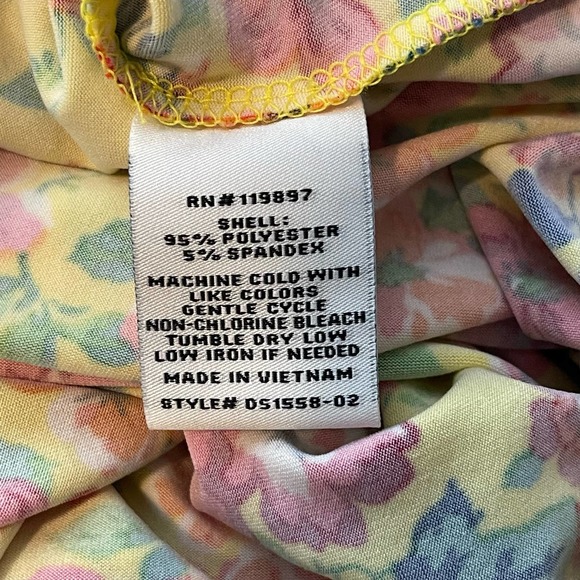 RN#119897
SHELL:
95% POLYESTER
5% SPANDEX
MACHINE COLD WITH
LIKE COLORS
GENTLE CYCLE
NON-CHLORINE BLEACH
TUMBLE DRY LOW
LOW IRON IF NEEDED
MADE IN VIETNAM
STYLE# DS1558-02